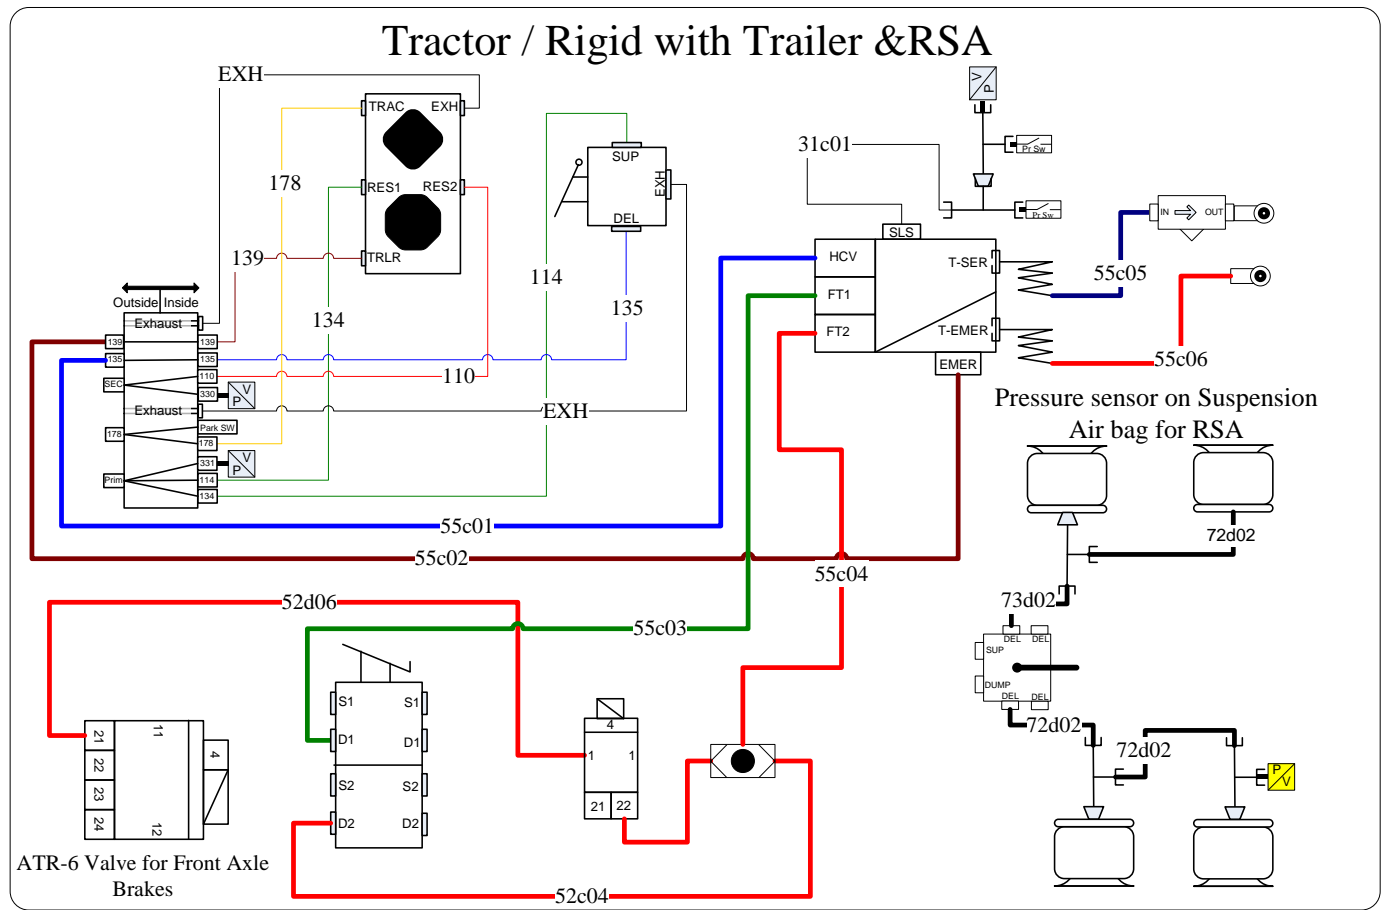 Tractor / Rigid with Trailer &RSA
EXH
TRAC
EXH
178
RES1
RES2
139
TRLR
134
SUP
EXH
DEL
114
135
31c01
V
P
Pr Sw
Pr Sw
SLS
HCV
FT1
FT2
T-SER
T-EMER
EMER
IN
OUT
55c05
55c06
Outside
Inside
Exhaust
139
139
135
135
SEC
110
110
330
V
P
Exhaust
EXH
178
Park SW
178
331
V
P
Prim
114
134
55c01
55c02
55c04
Pressure sensor on Suspension
Air bag for RSA
72d02
73d02
DEL
DEL
SUP
DUMP
DEL
DEL
72d02
72d02
P
V
52d06
55c03
21
22
23
24
11
12
4
ATR-6 Valve for Front Axle
Brakes
S1
S1
D1
D1
S2
S2
D2
D2
4
1
1
21
22
52c04